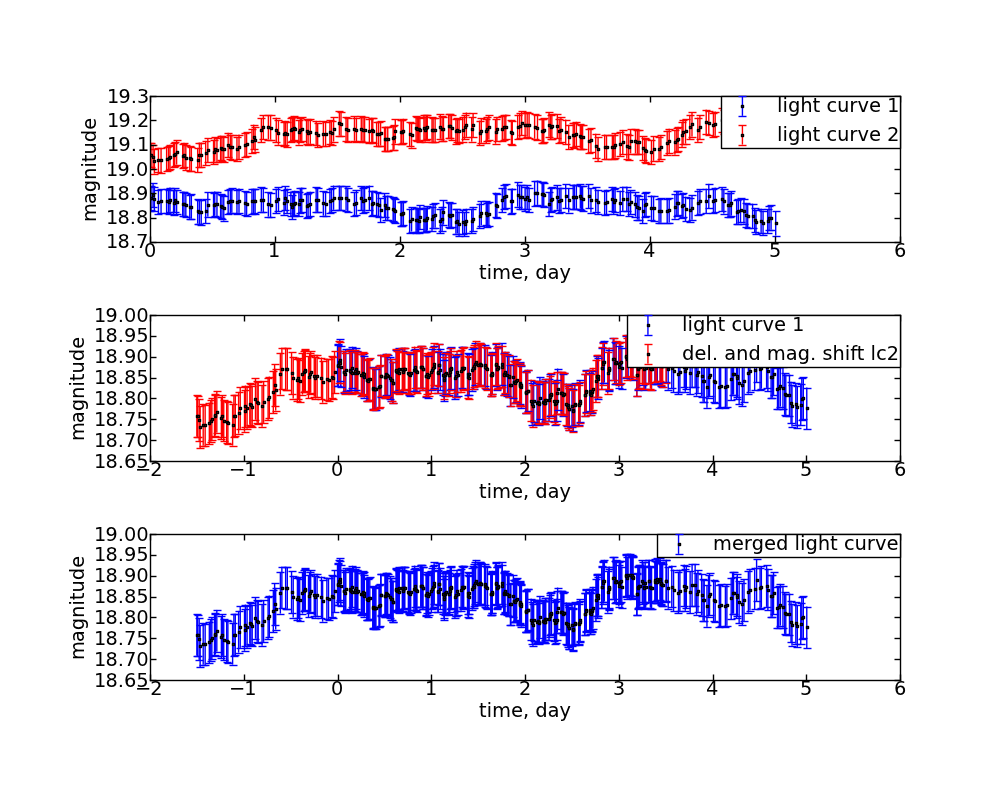 19.3
19.2
19.1
19.0
18.9
18.8
18.7
magnitude
light curve 1
light curve 2
0 1 2 3 4 5 6
time, day
19.00
18.95
18.90
18.85
18.80
18.75
18.70
18.65
magnitude
light curve 1
del. and mag. shift lc2
−2 −1 0 1 2 3 4 5 6
time, day
19.00
18.95
18.90
18.85
18.80
18.75
18.70
18.65
magnitude
merged light curve
−2 −1 0 1 2 3 4 5 6
time, day